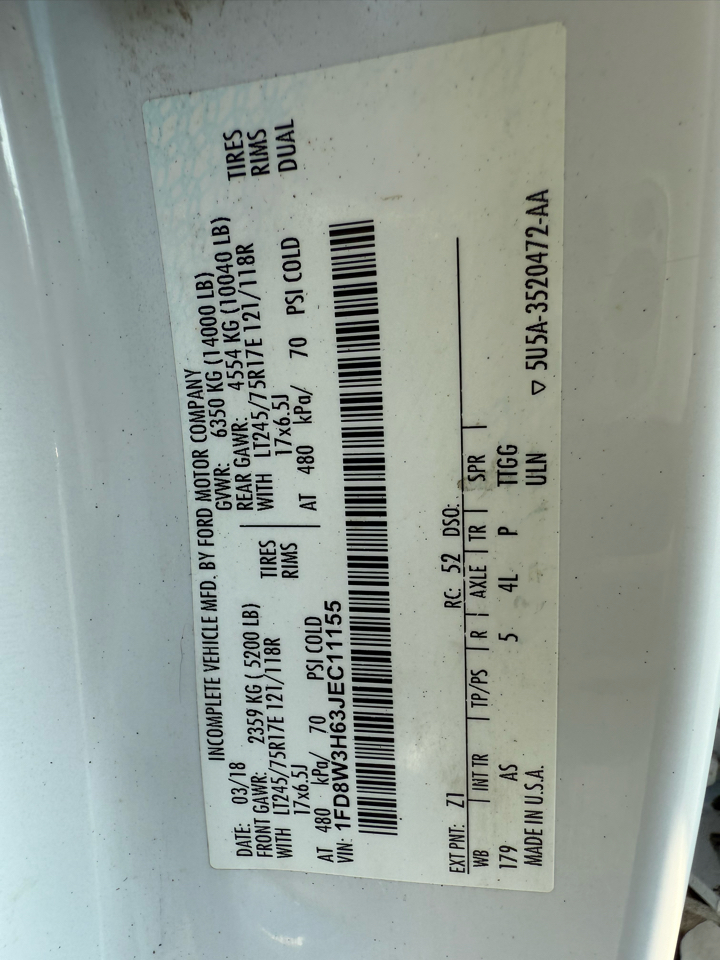 INCOMPLETE VEHICLE MFD. BY FORD MOTOR COMPANY
DATE: 03/18 GVWR: 6350 KG (14000 LB)
FRONT GAWR: 2359 KG ( 5200 LB) REAR GAWR: 4554 KG (10040 LB)
WITH LT245/75R17E 121/118R TIRES WITH LT245/75R17E 121/118R TIRES
17x6.5J RIMS 17x6.5J RIMS
AT 480 kPa/ 70 PSI COLD AT 480 kPa/ 70 PSI COLD DUAL
VIN: 1FD8W3H63JEC11155
EXT PNT: Z1 RC: 52 DSO:
WB INT TR TP/PS R AXLE TR SPR
179 AS 5 4L P TTGG
MADE IN U.S.A. ULN
▽ 5U5A-3520472-AA